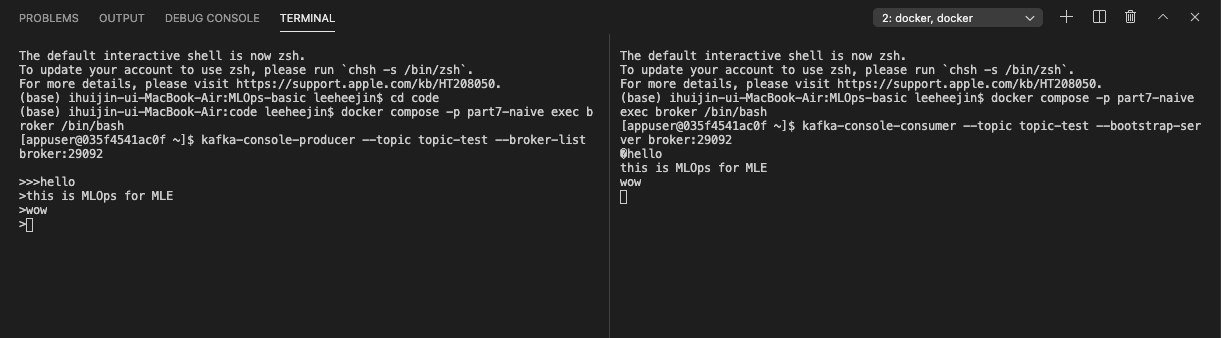 PROBLEMS OUTPUT DEBUG CONSOLE TERMINAL 2: docker, docker
The default interactive shell is now zsh.
To update your account to use zsh, please run `chsh -s /bin/zsh`.
For more details, please visit https://support.apple.com/kb/HT208050.
(base) ihuijin-ui-MacBook-Air:MLOps-basic leeheejin$ cd code
(base) ihuijin-ui-MacBook-Air:code leeheejin$ docker compose -p part7-naive exec b
roker /bin/bash
[appuser@035f4541ac0f ~]$ kafka-console-producer --topic topic-test --broker-list
broker:29092
>>>hello
>this is MLOps for MLE
>wow
>
The default interactive shell is now zsh.
To update your account to use zsh, please run `chsh -s /bin/zsh`.
For more details, please visit https://support.apple.com/kb/HT208050.
(base) ihuijin-ui-MacBook-Air:MLOps-basic leeheejin$ docker compose -p part7-naive
exec broker /bin/bash
[appuser@035f4541ac0f ~]$ kafka-console-consumer --topic topic-test --bootstrap-ser
ver broker:29092
�hello
this is MLOps for MLE
wow